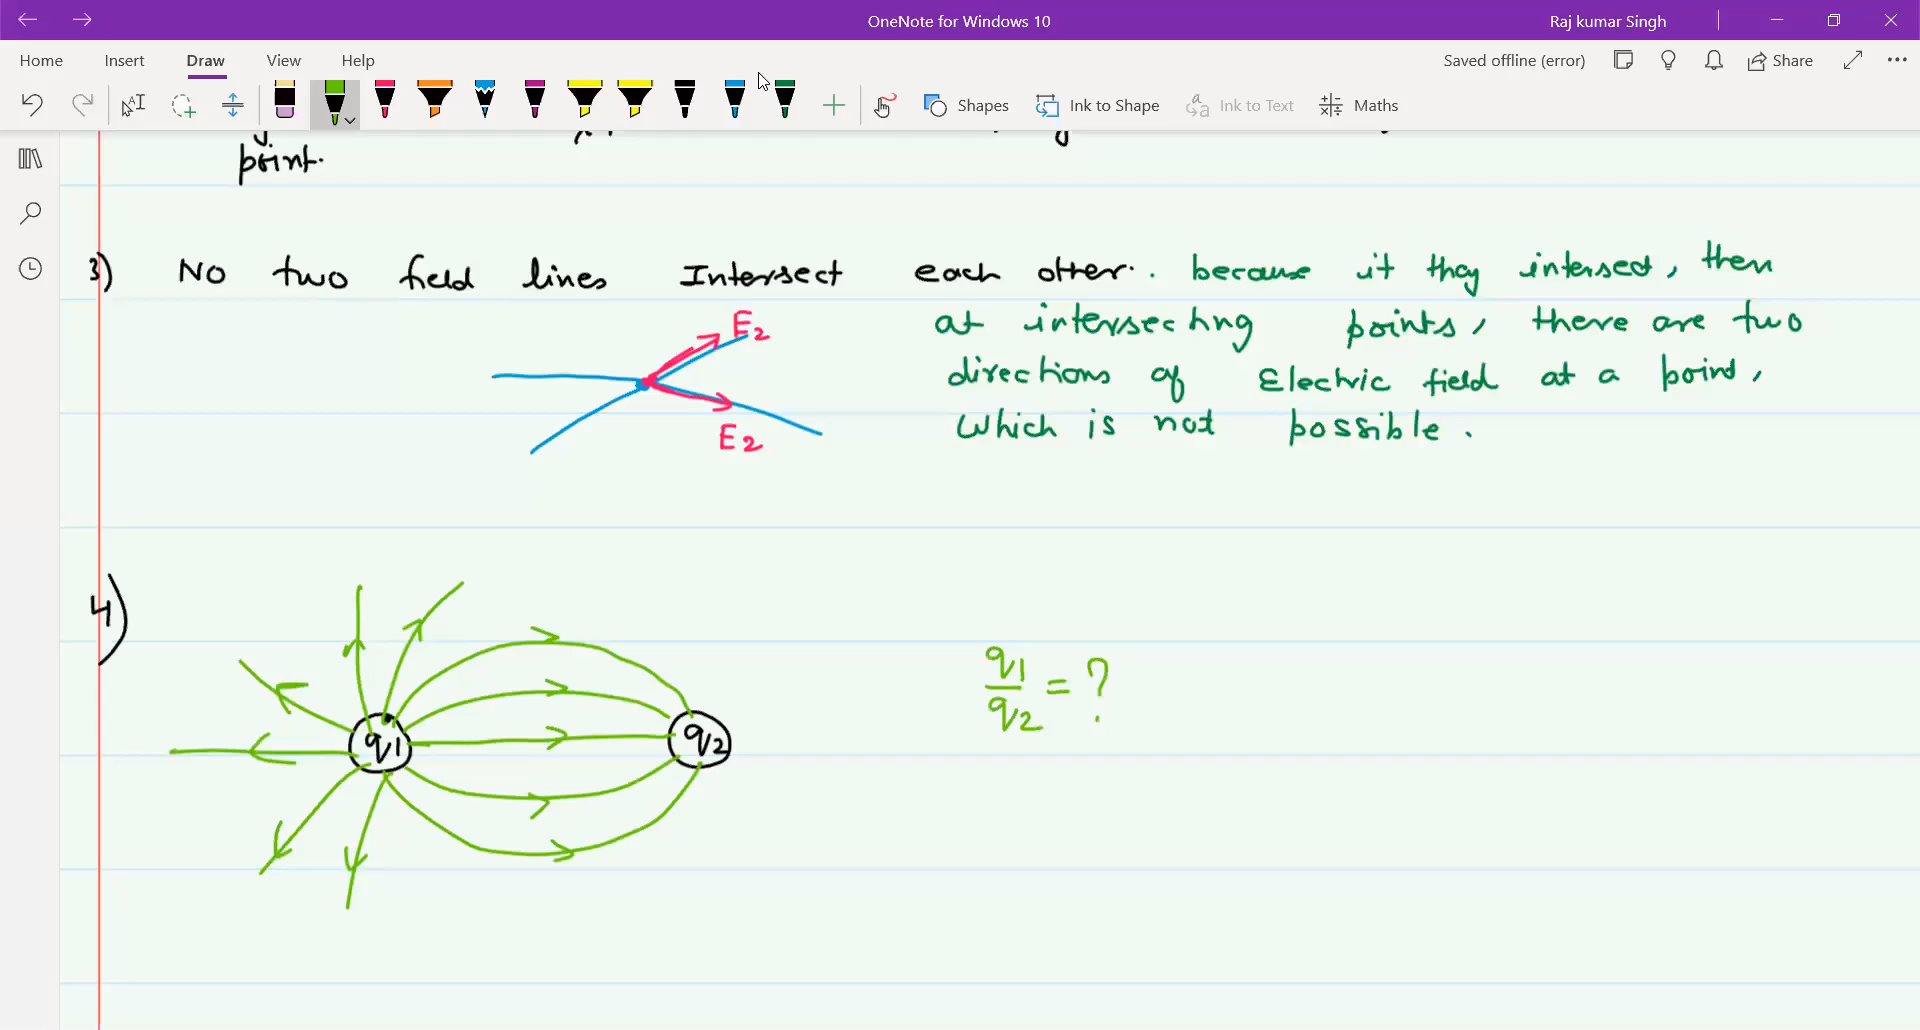 OneNote for Windows 10
Raj kumar Singh
Home Insert Draw View Help
Saved offline (error)
Share
Shapes
Ink to Shape
Ink to Text
Maths
point.
3) No two field lines Intersect each other. because if they intersect, then
at intersecting points, there are two
directions of Electric field at a point,
which is not possible.
E2
E2
4)
q1
q2
q1/q2 = ?